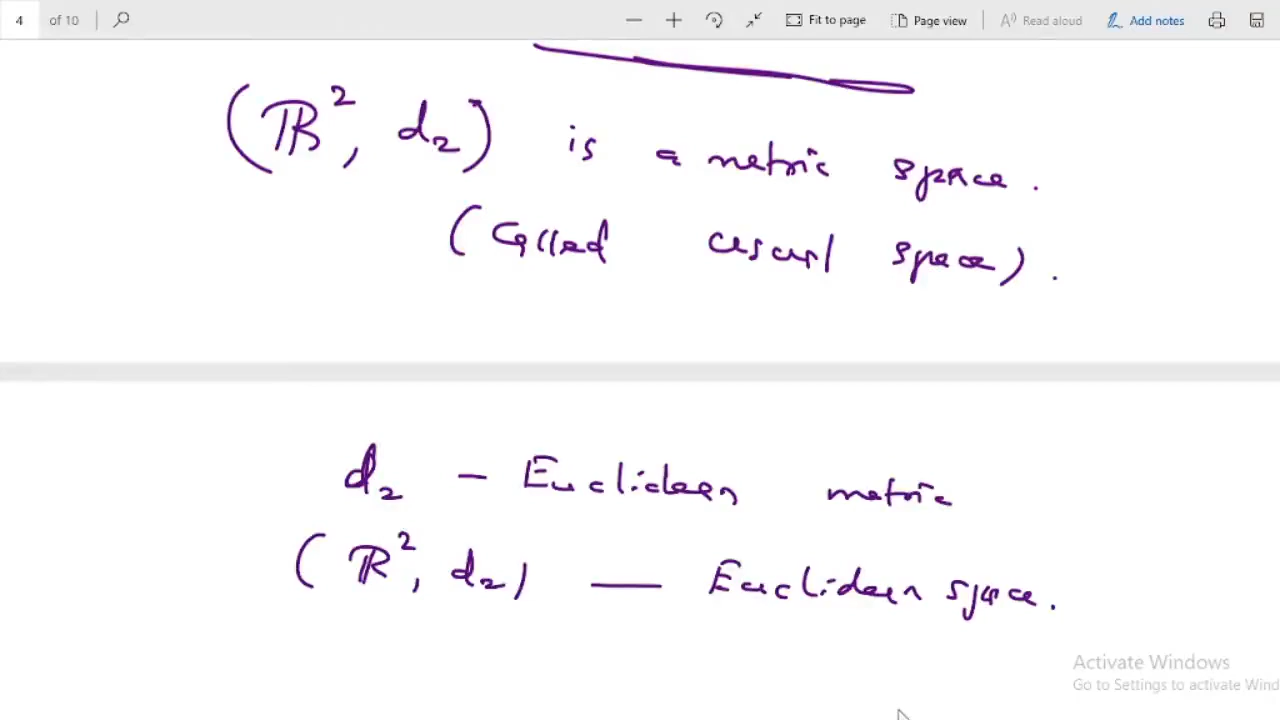 4 of 10 Fit to page Page view Read aloud Add notes
(ℝ², d₂) is a metric space.
(Called usual space).
d₂ – Euclidean metric
(ℝ², d₂) — Euclidean space.
Activate Windows
Go to Settings to activate Wind